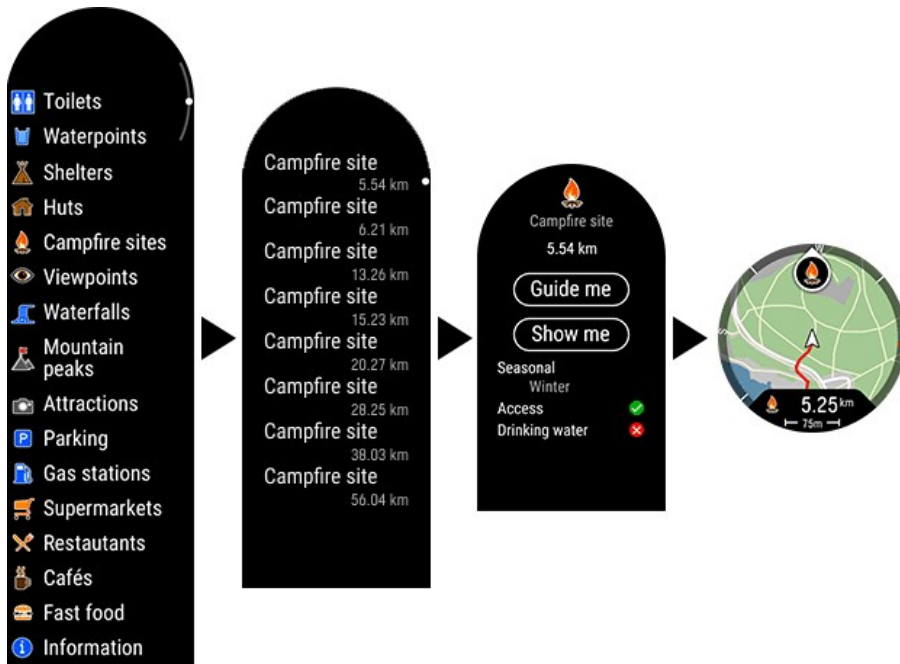 Toilets
Waterpoints
Shelters
Huts
Campfire sites
Viewpoints
Waterfalls
Mountain
peaks
Attractions
P
Parking
Gas stations
Supermarkets
Restautants
Cafés
Fast food
i
Information
Campfire site
5.54 km
Campfire site
6.21 km
Campfire site
13.26 km
Campfire site
15.23 km
Campfire site
20.27 km
Campfire site
28.25 km
Campfire site
38.03 km
Campfire site
56.04 km
Campfire site
5.54 km
Guide me
Show me
Seasonal
Winter
Access
Drinking water
5.25 km
75m